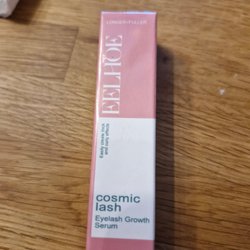 LONGER+FULLER
EELHOE
cosmic
lash
Eyelash Growth
Serum